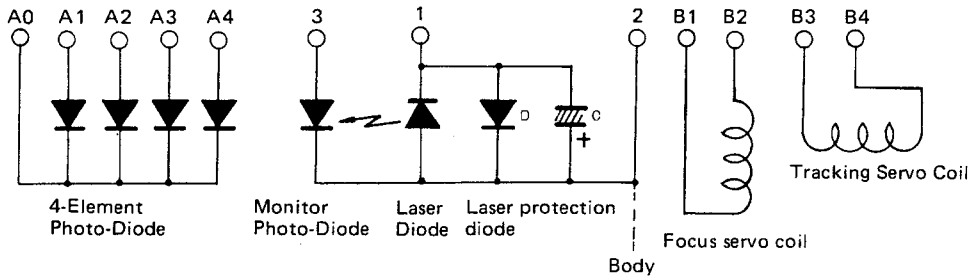 A0 A1 A2 A3 A4 3 1 2 B1 B2 B3 B4
D C
+
4-Element
Photo-Diode
Monitor
Photo-Diode
Laser
Diode
Laser protection
diode
Tracking Servo Coil
Focus servo coil
Body